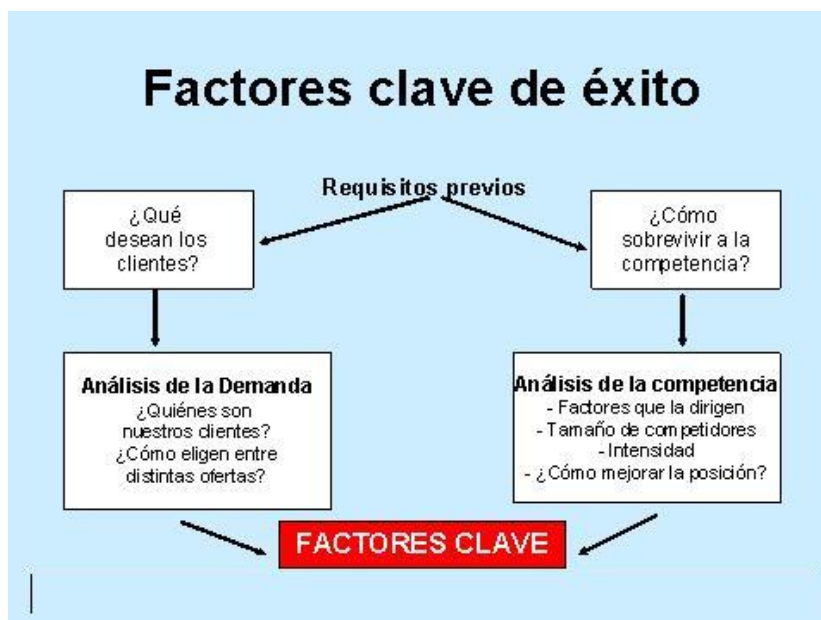 Factores clave de éxito
Requisitos previos
¿Qué
desean los
clientes?
¿Cómo
sobrevivir a la
competencia?
Análisis de la Demanda
¿Quiénes son
nuestros clientes?
¿Cómo eligen entre
distintas ofertas?
Análisis de la competencia
- Factores que la dirigen
- Tamaño de competidores
- Intensidad
- ¿Cómo mejorar la posición?
FACTORES CLAVE